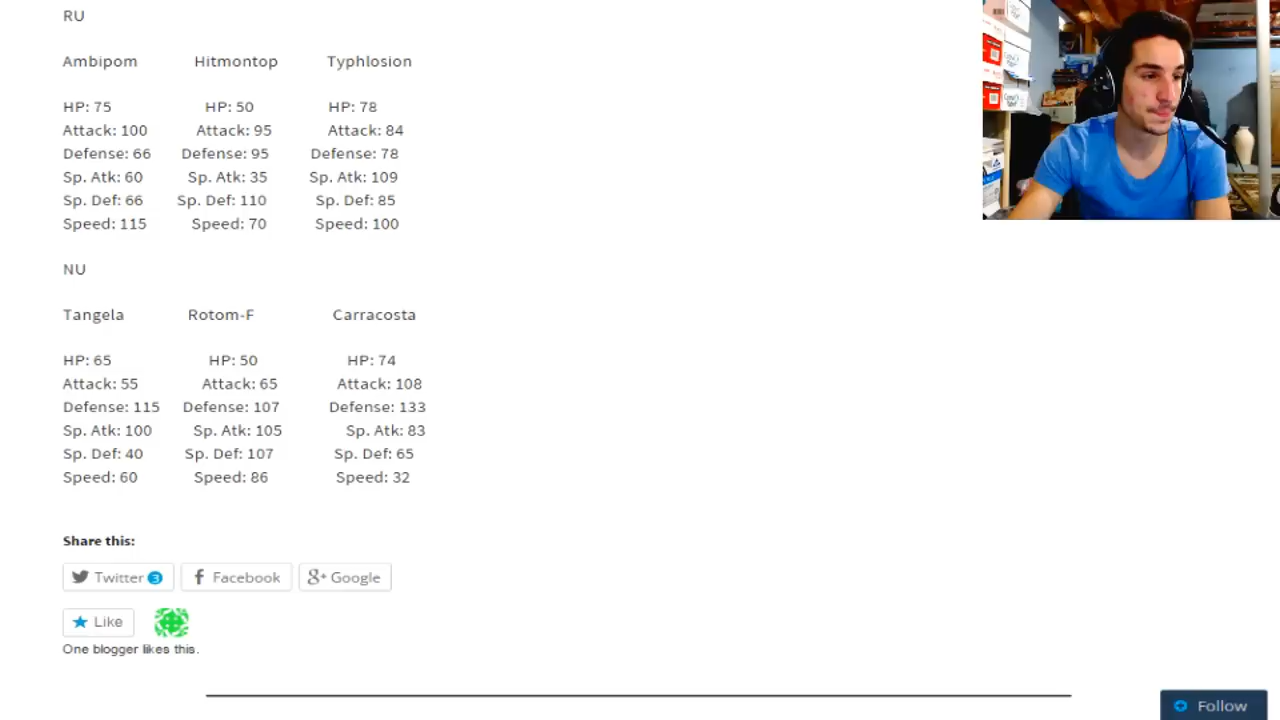 RU
Ambipom Hitmontop Typhlosion
HP: 75 HP: 50 HP: 78
Attack: 100 Attack: 95 Attack: 84
Defense: 66 Defense: 95 Defense: 78
Sp. Atk: 60 Sp. Atk: 35 Sp. Atk: 109
Sp. Def: 66 Sp. Def: 110 Sp. Def: 85
Speed: 115 Speed: 70 Speed: 100
NU
Tangela Rotom-F Carracosta
HP: 65 HP: 50 HP: 74
Attack: 55 Attack: 65 Attack: 108
Defense: 115 Defense: 107 Defense: 133
Sp. Atk: 100 Sp. Atk: 105 Sp. Atk: 83
Sp. Def: 40 Sp. Def: 107 Sp. Def: 65
Speed: 60 Speed: 86 Speed: 32
Share this:
Twitter 3 Facebook Google
Like
One blogger likes this.
Follow